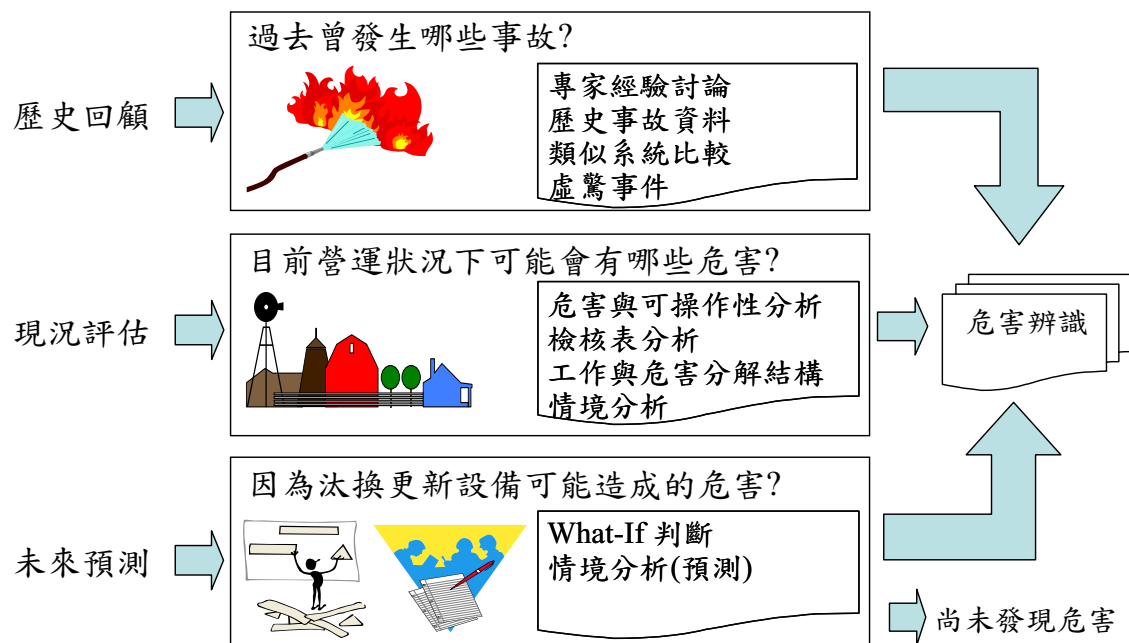 歷史回顧
過去曾發生哪些事故?
專家經驗討論
歷史事故資料
類似系統比較
虛驚事件
現況評估
目前營運狀況下可能會有哪些危害?
危害與可操作性分析
檢核表分析
工作與危害分解結構
情境分析
危害辨識
未來預測
因為汰換更新設備可能造成的危害?
What-If 判斷
情境分析(預測)
尚未發現危害